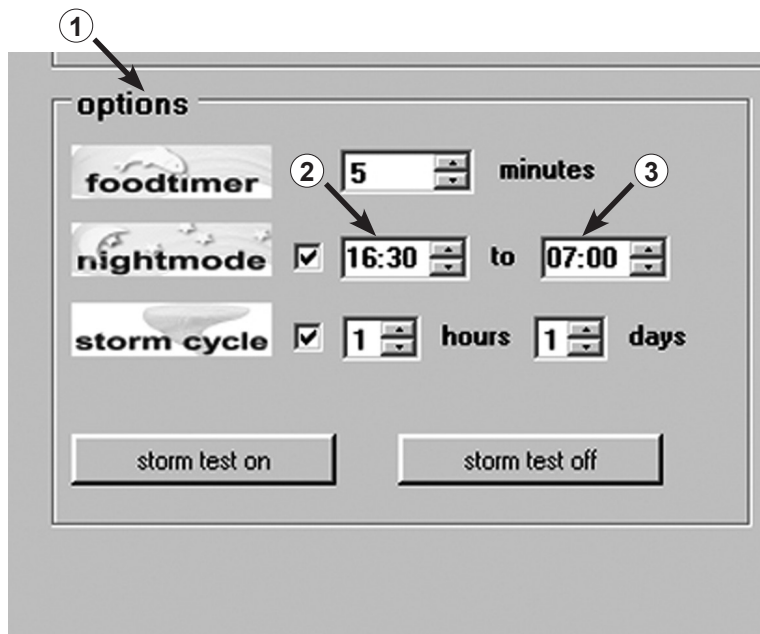 1
options
foodtimer 5 minutes
2 3
nightmode 16:30 to 07:00
storm cycle 1 hours 1 days
storm test on storm test off